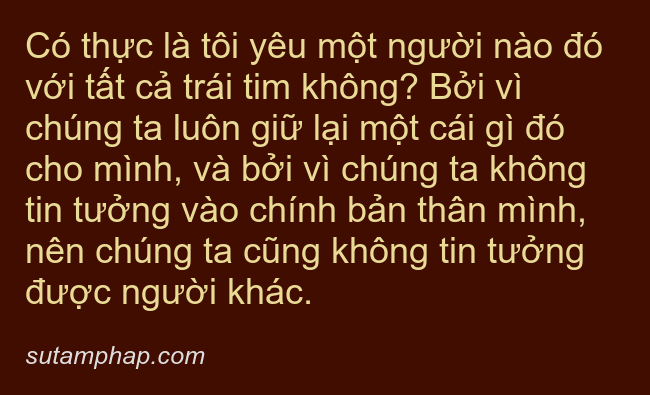 Có thực là tôi yêu một người nào đó
với tất cả trái tim không? Bởi vì
chúng ta luôn giữ lại một cái gì đó
cho mình, và bởi vì chúng ta không
tin tưởng vào chính bản thân mình,
nên chúng ta cũng không tin tưởng
được người khác.
sutamphap.com